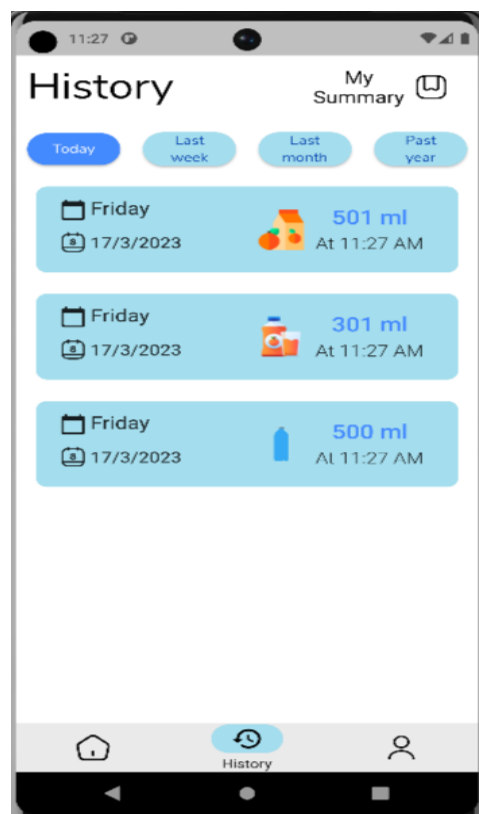 11:27
History
My
Summary
Today
Last
week
Last
month
Past
year
Friday
17/3/2023
501 ml
At 11:27 AM
Friday
17/3/2023
301 ml
At 11:27 AM
Friday
17/3/2023
500 ml
At 11:27 AM
History